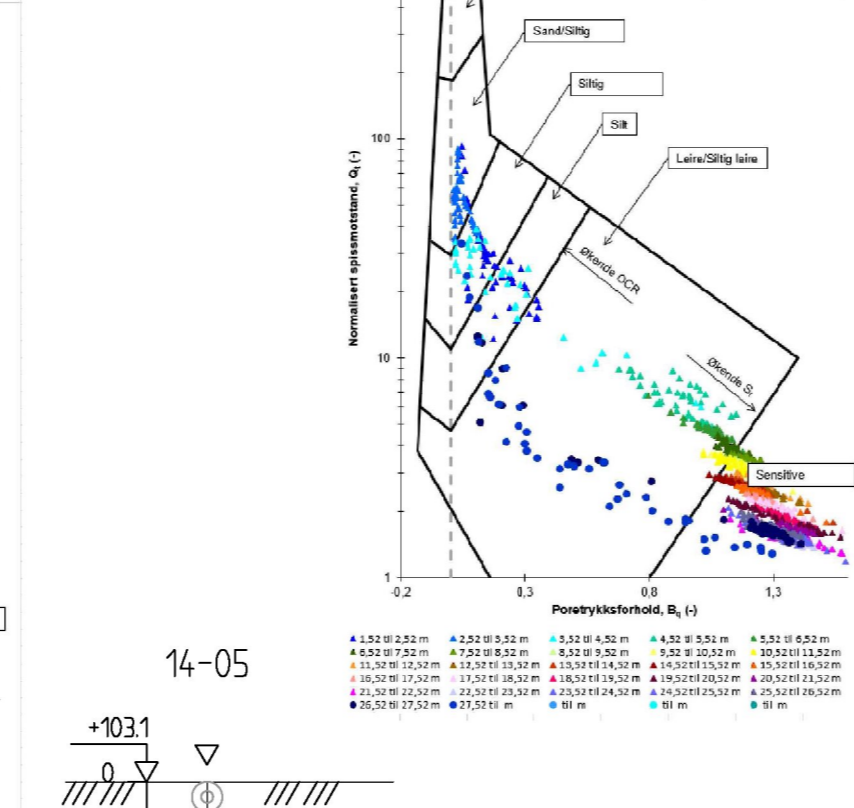 Sand/Siltig
Siltig
Silt
Leire/Siltig leire
100
Økende OCR
Normalisert spissmotstand, Qt (-)
10
Økende St
Sensitive
1
-0,2 0,3 0,8 1,3
Poretrykksforhold, Bq (-)
1,52 til 2,52 m 2,52 til 3,52 m 3,52 til 4,52 m 4,52 til 5,52 m 5,52 til 6,52 m
6,52 til 7,52 m 7,52 til 8,52 m 8,52 til 9,52 m 9,52 til 10,52 m 10,52 til 11,52 m
11,52 til 12,52 m 12,52 til 13,52 m 13,52 til 14,52 m 14,52 til 15,52 m 15,52 til 16,52 m
16,52 til 17,52 m 17,52 til 18,52 m 18,52 til 19,52 m 19,52 til 20,52 m 20,52 til 21,52 m
21,52 til 22,52 m 22,52 til 23,52 m 23,52 til 24,52 m 24,52 til 25,52 m 25,52 til 26,52 m
26,52 til 27,52 m 27,52 til m til m til m til m
14-05
+103.1
0